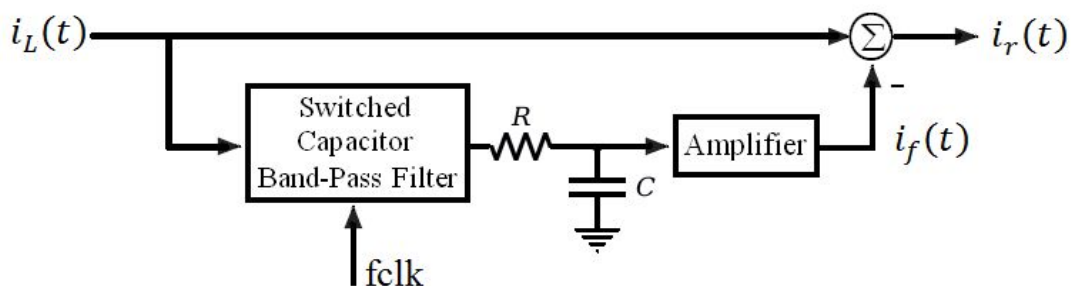 i_L(t)
Σ
i_r(t)
Switched
Capacitor
Band-Pass Filter
R
C
Amplifier
-
i_f(t)
fclk